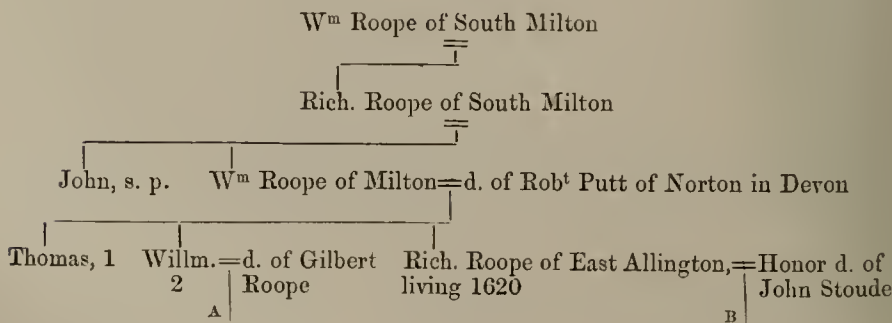 Wᵐ Roope of South Milton
Rich. Roope of South Milton
John, s. p. Wᵐ Roope of Milton=d. of Robᵗ Putt of Norton in Devon
Thomas, 1 Willm.=d. of Gilbert Rich. Roope of East Allington,=Honor d. of
2 Roope living 1620 John Stoude
A B